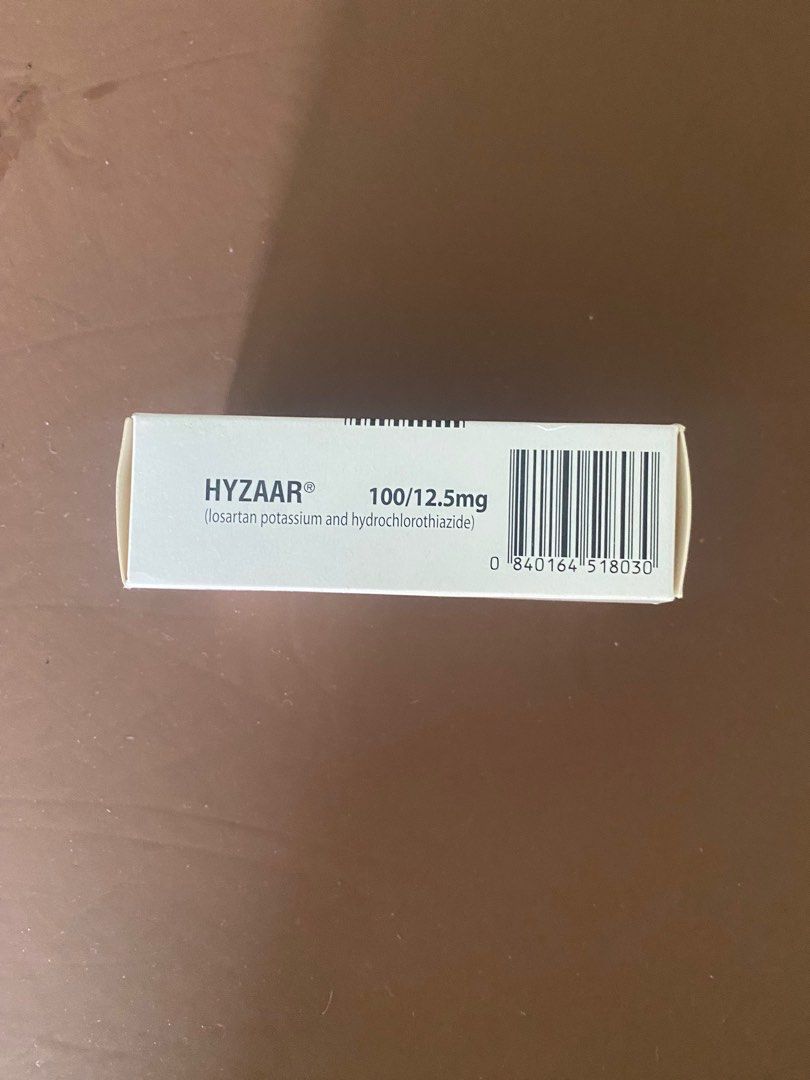 HYZAAR® 100/12.5mg
(losartan potassium and hydrochlorothiazide)
0 840164 518030